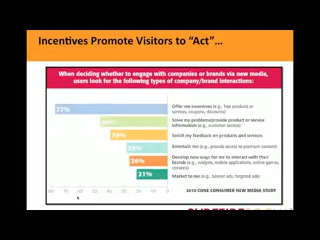 Incentives Promote Visitors to “Act”...
When deciding whether to engage with companies or brands via new media,
users look for the following types of company/brand interactions:
77%
Offer me incentives (e.g., free products or
services, coupons, discounts)
46%
Solve my problems/provide product or service
information (e.g., customer service)
39%
Solicit my feedback on products and services
28%
Entertain me (e.g., provide access to premium content)
26%
Develop new ways for me to interact with their
brands (e.g., widgets, mobile applications, online games,
contests)
21%
Market to me (e.g., banner ads, targeted ads)
2010 CONE CONSUMER NEW MEDIA STUDY